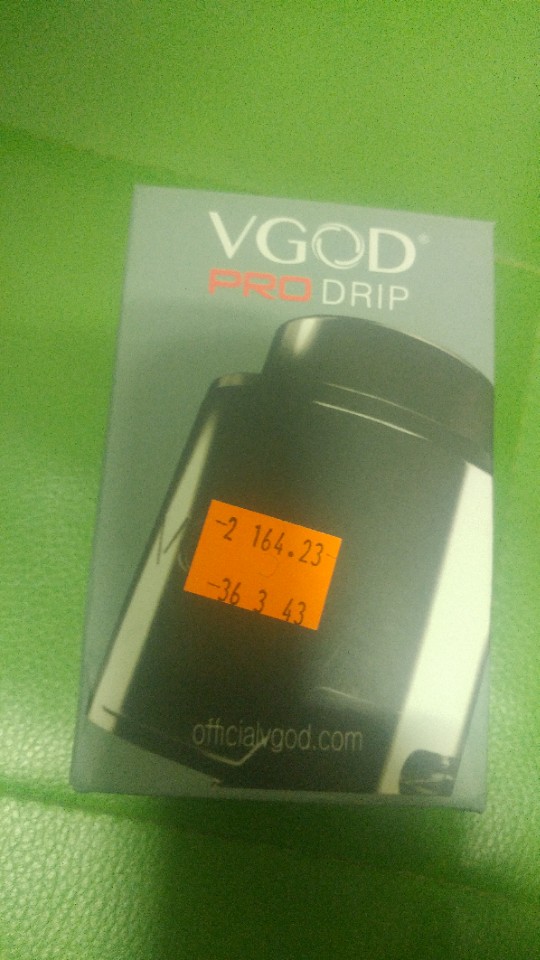 VGOD®
PRO DRIP
-2 164.23-
-36 3 43
officialvgod.com